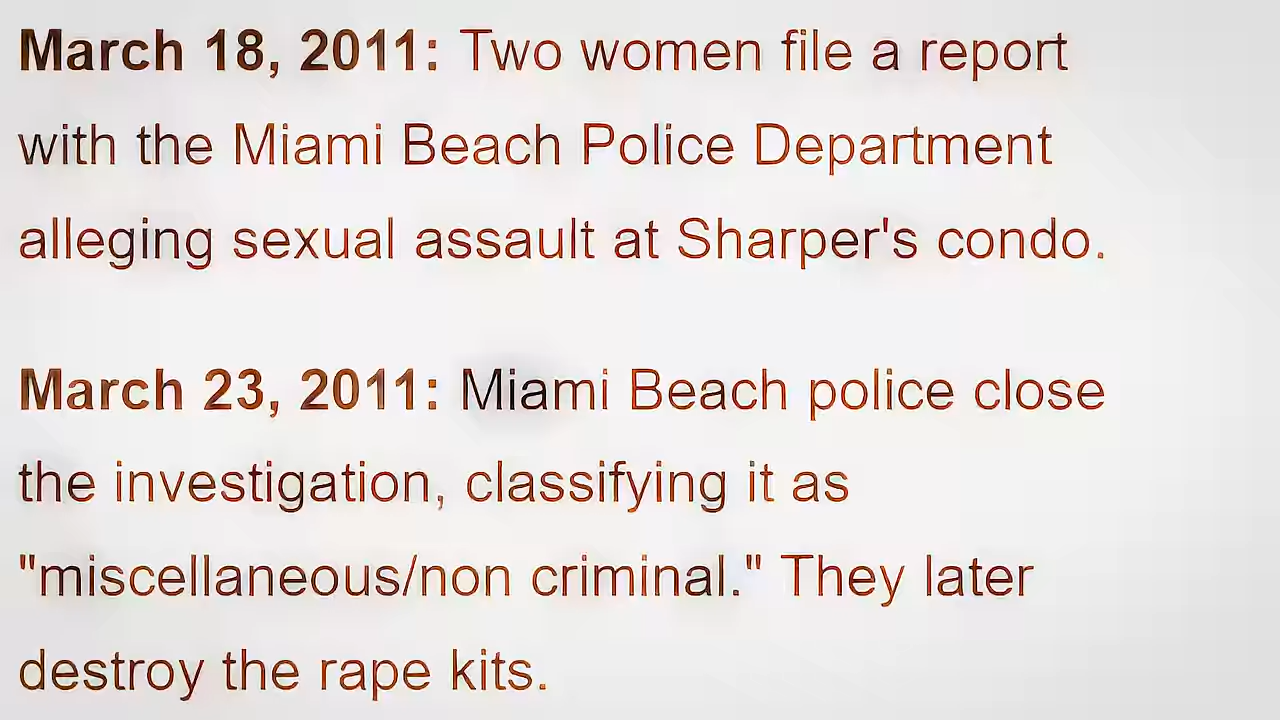 March 18, 2011: Two women file a report
with the Miami Beach Police Department
alleging sexual assault at Sharper's condo.
March 23, 2011: Miami Beach police close
the investigation, classifying it as
"miscellaneous/non criminal." They later
destroy the rape kits.